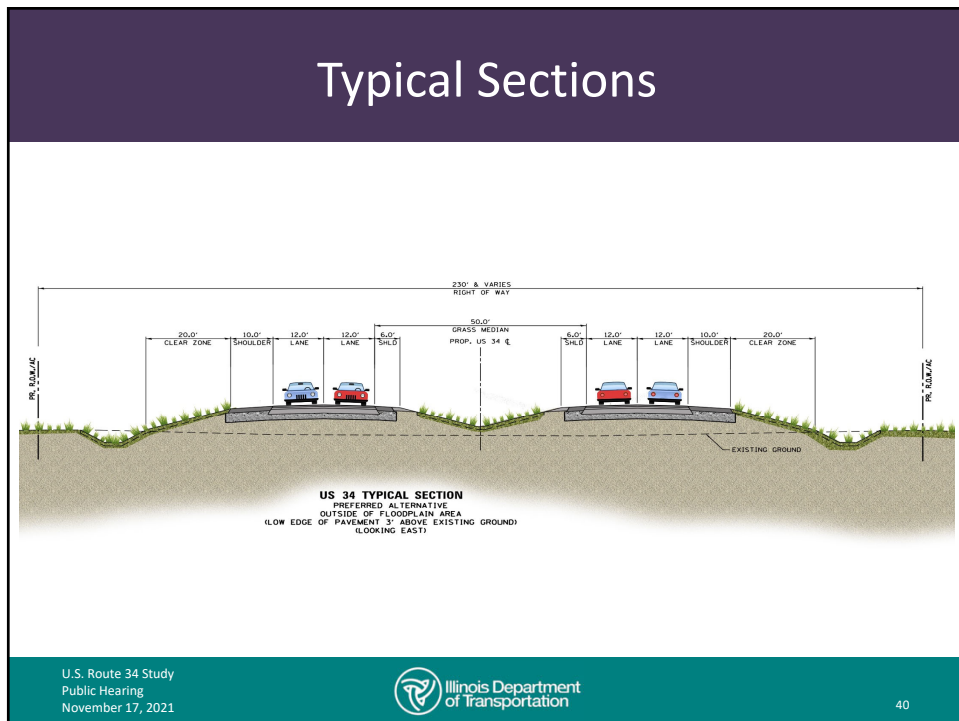 Typical Sections
230' & VARIES
RIGHT OF WAY
50.0'
GRASS MEDIAN
PROP. US 34 ℄
20.0'
CLEAR ZONE
10.0'
SHOULDER
12.0'
LANE
12.0'
LANE
6.0'
SHLD
6.0'
SHLD
12.0'
LANE
12.0'
LANE
10.0'
SHOULDER
20.0'
CLEAR ZONE
PR. R.O.W./AC
PR. R.O.W./AC
EXISTING GROUND
US 34 TYPICAL SECTION
PREFERRED ALTERNATIVE
OUTSIDE OF FLOODPLAIN AREA
(LOW EDGE OF PAVEMENT 3' ABOVE EXISTING GROUND)
(LOOKING EAST)
U.S. Route 34 Study
Public Hearing
November 17, 2021
Illinois Department
of Transportation
40